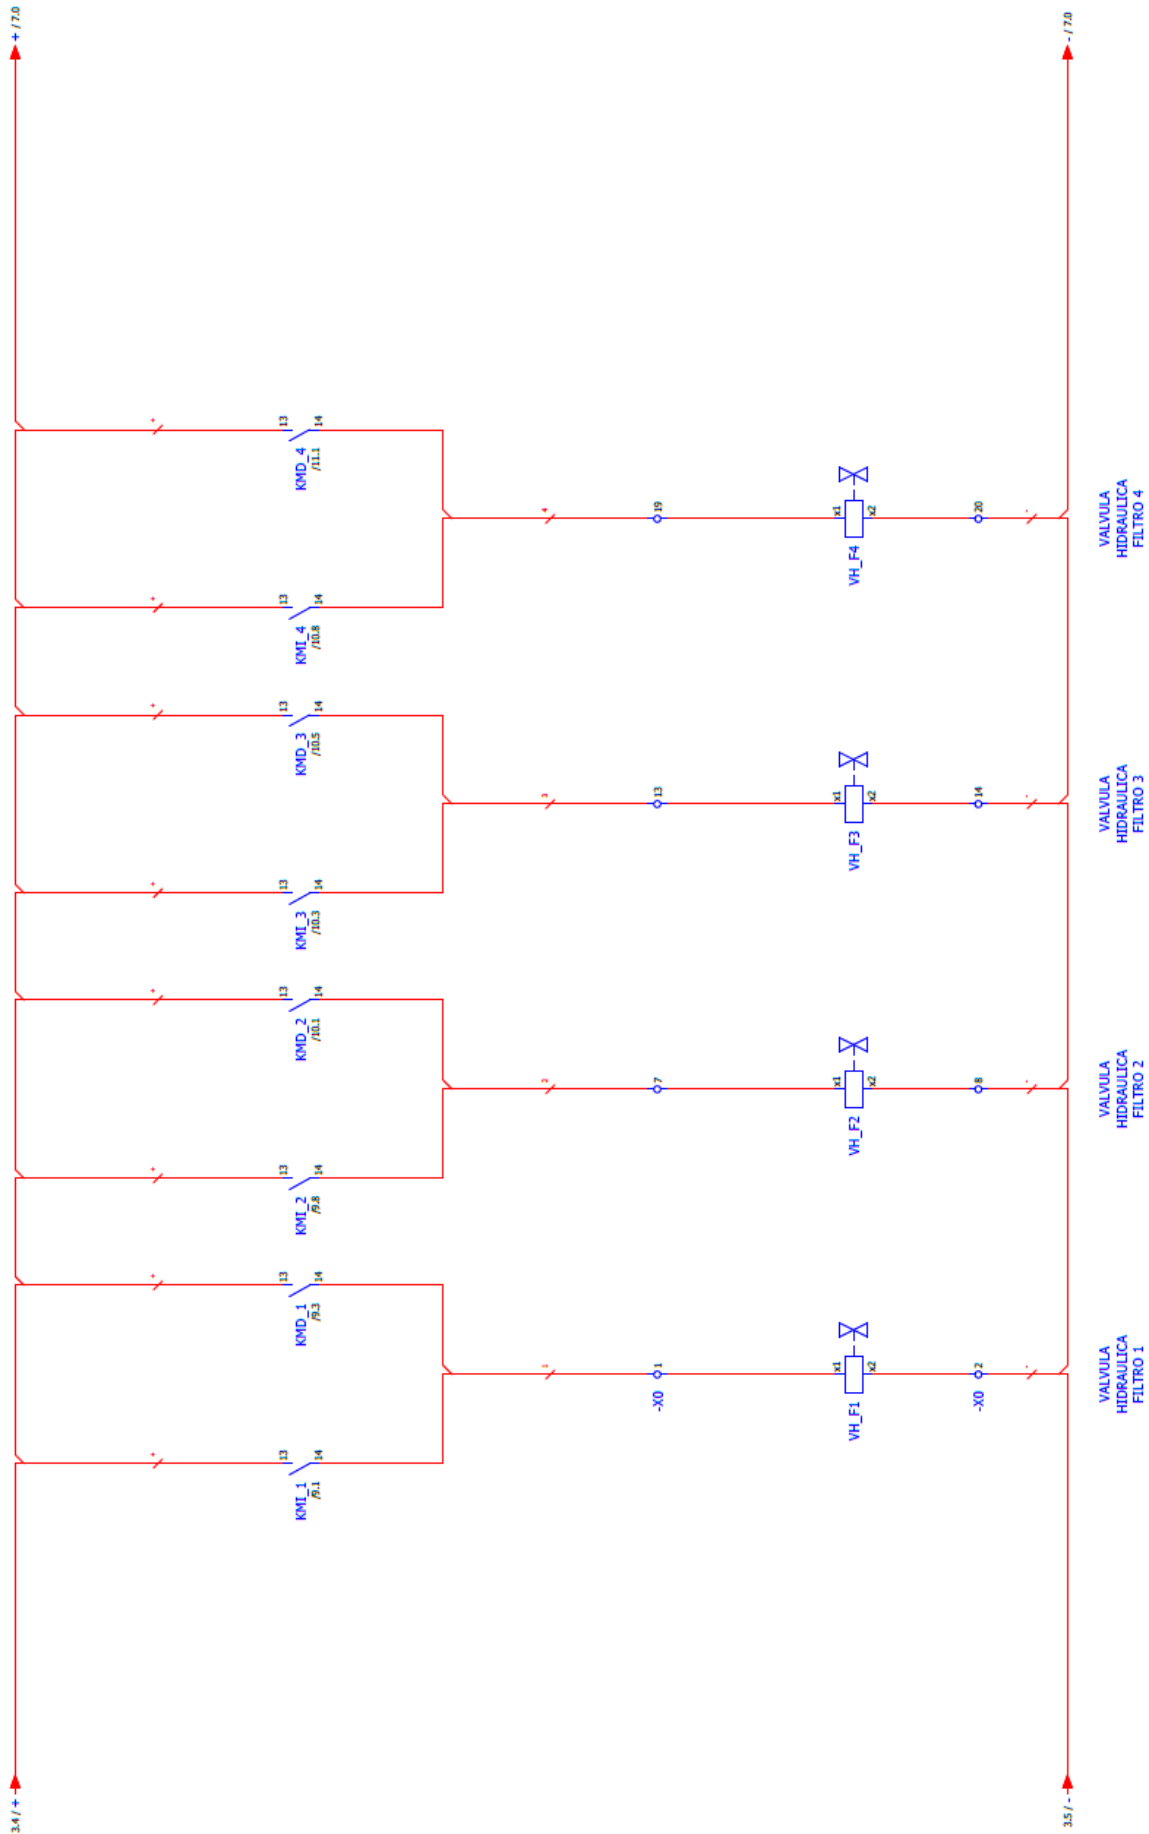 3.4 / +
+ / 7.0
+
+
+
+
+
+
+
+
13
13
13
13
13
13
13
13
KMI_1
/9.1
KMD_1
/9.3
KMI_2
/9.8
KMD_2
/10.1
KMI_3
/10.3
KMD_3
/10.5
KMI_4
/10.8
KMD_4
/11.1
14
14
14
14
14
14
14
14
1
2
3
4
-X0
1
7
13
19
x1
x1
x1
x1
VH_F1
VH_F2
VH_F3
VH_F4
x2
x2
x2
x2
-X0
2
8
14
20
-
-
-
-
3.5 / -
- / 7.0
VALVULA
HIDRAULICA
FILTRO 1
VALVULA
HIDRAULICA
FILTRO 2
VALVULA
HIDRAULICA
FILTRO 3
VALVULA
HIDRAULICA
FILTRO 4